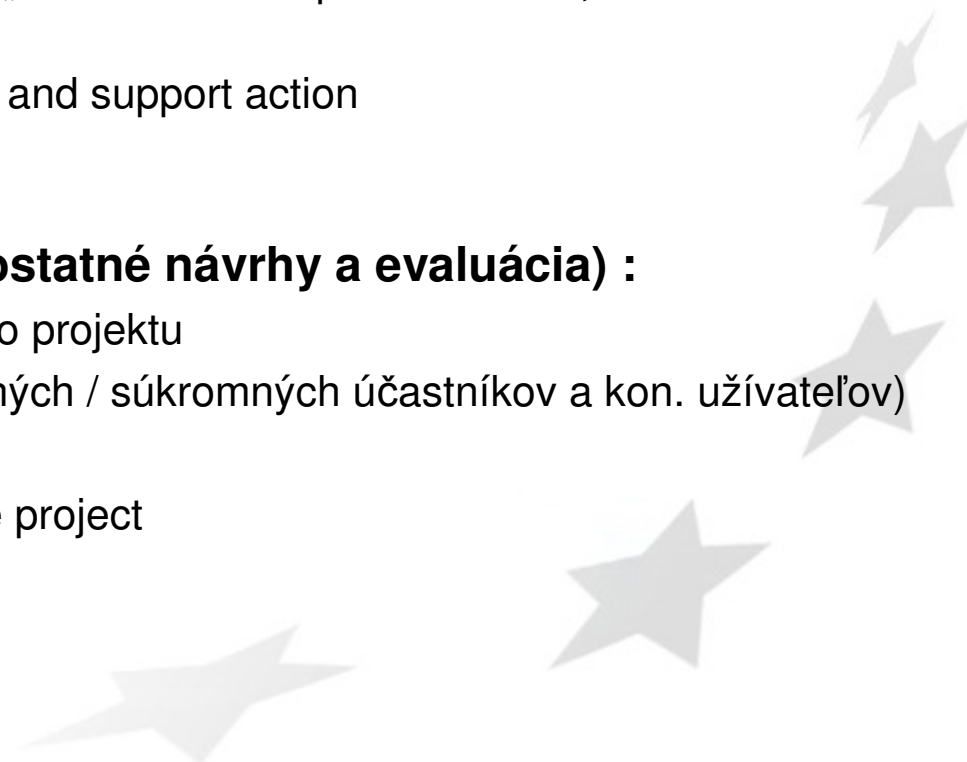 and support action
ostatné návrhy a evaluácia) :
o projektu
ných / súkromných účastníkov a kon. užívateľov)
e project